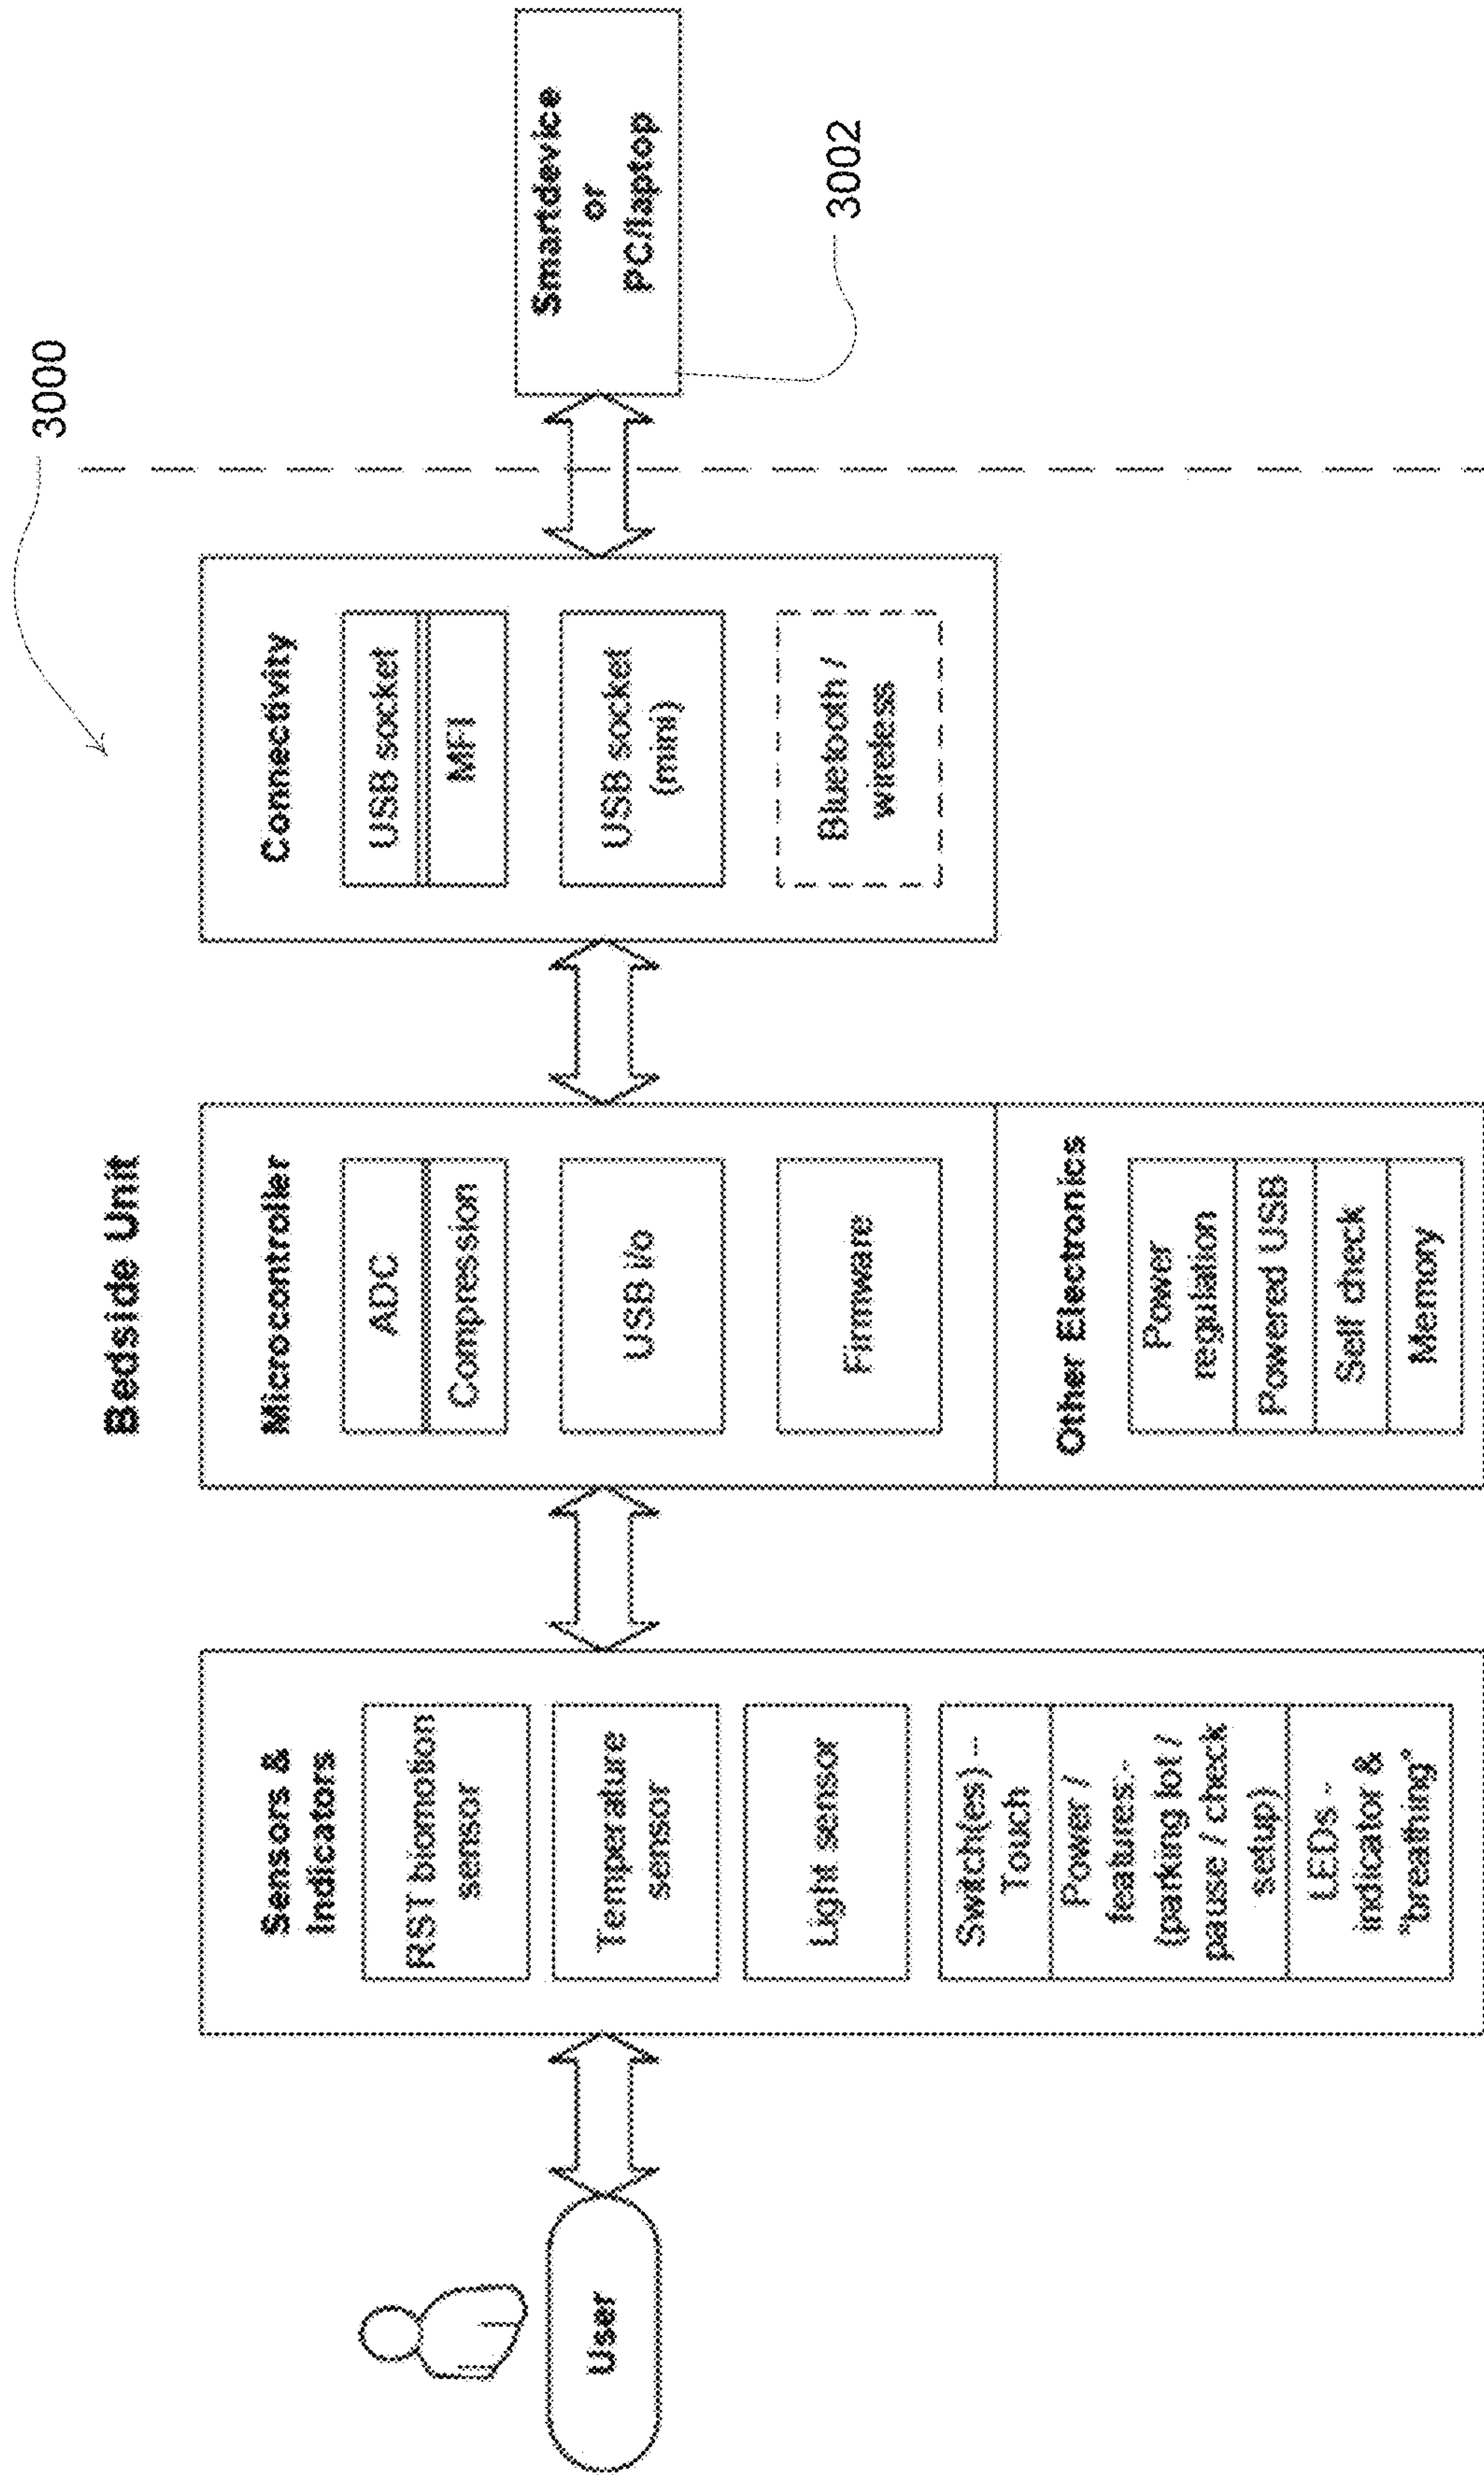 3000
Bedside Unit
User
Sensors &
Indicators
RST biomotion
sensor
Temperature
sensor
Light sensor
Switch(es) --
Touch
Power /
features:-
(parking lot /
pause / check
setup)
LEDs --
indicator &
"breathing"
Microcontroller
ADC
Compression
USB i/o
Firmware
Other Electronics
Power
regulation
Powered USB
Self check
Memory
Connectivity
USB socket
MFI
USB socket
(mini)
Bluetooth /
wireless
Smartdevice
or
PC/laptop
3002